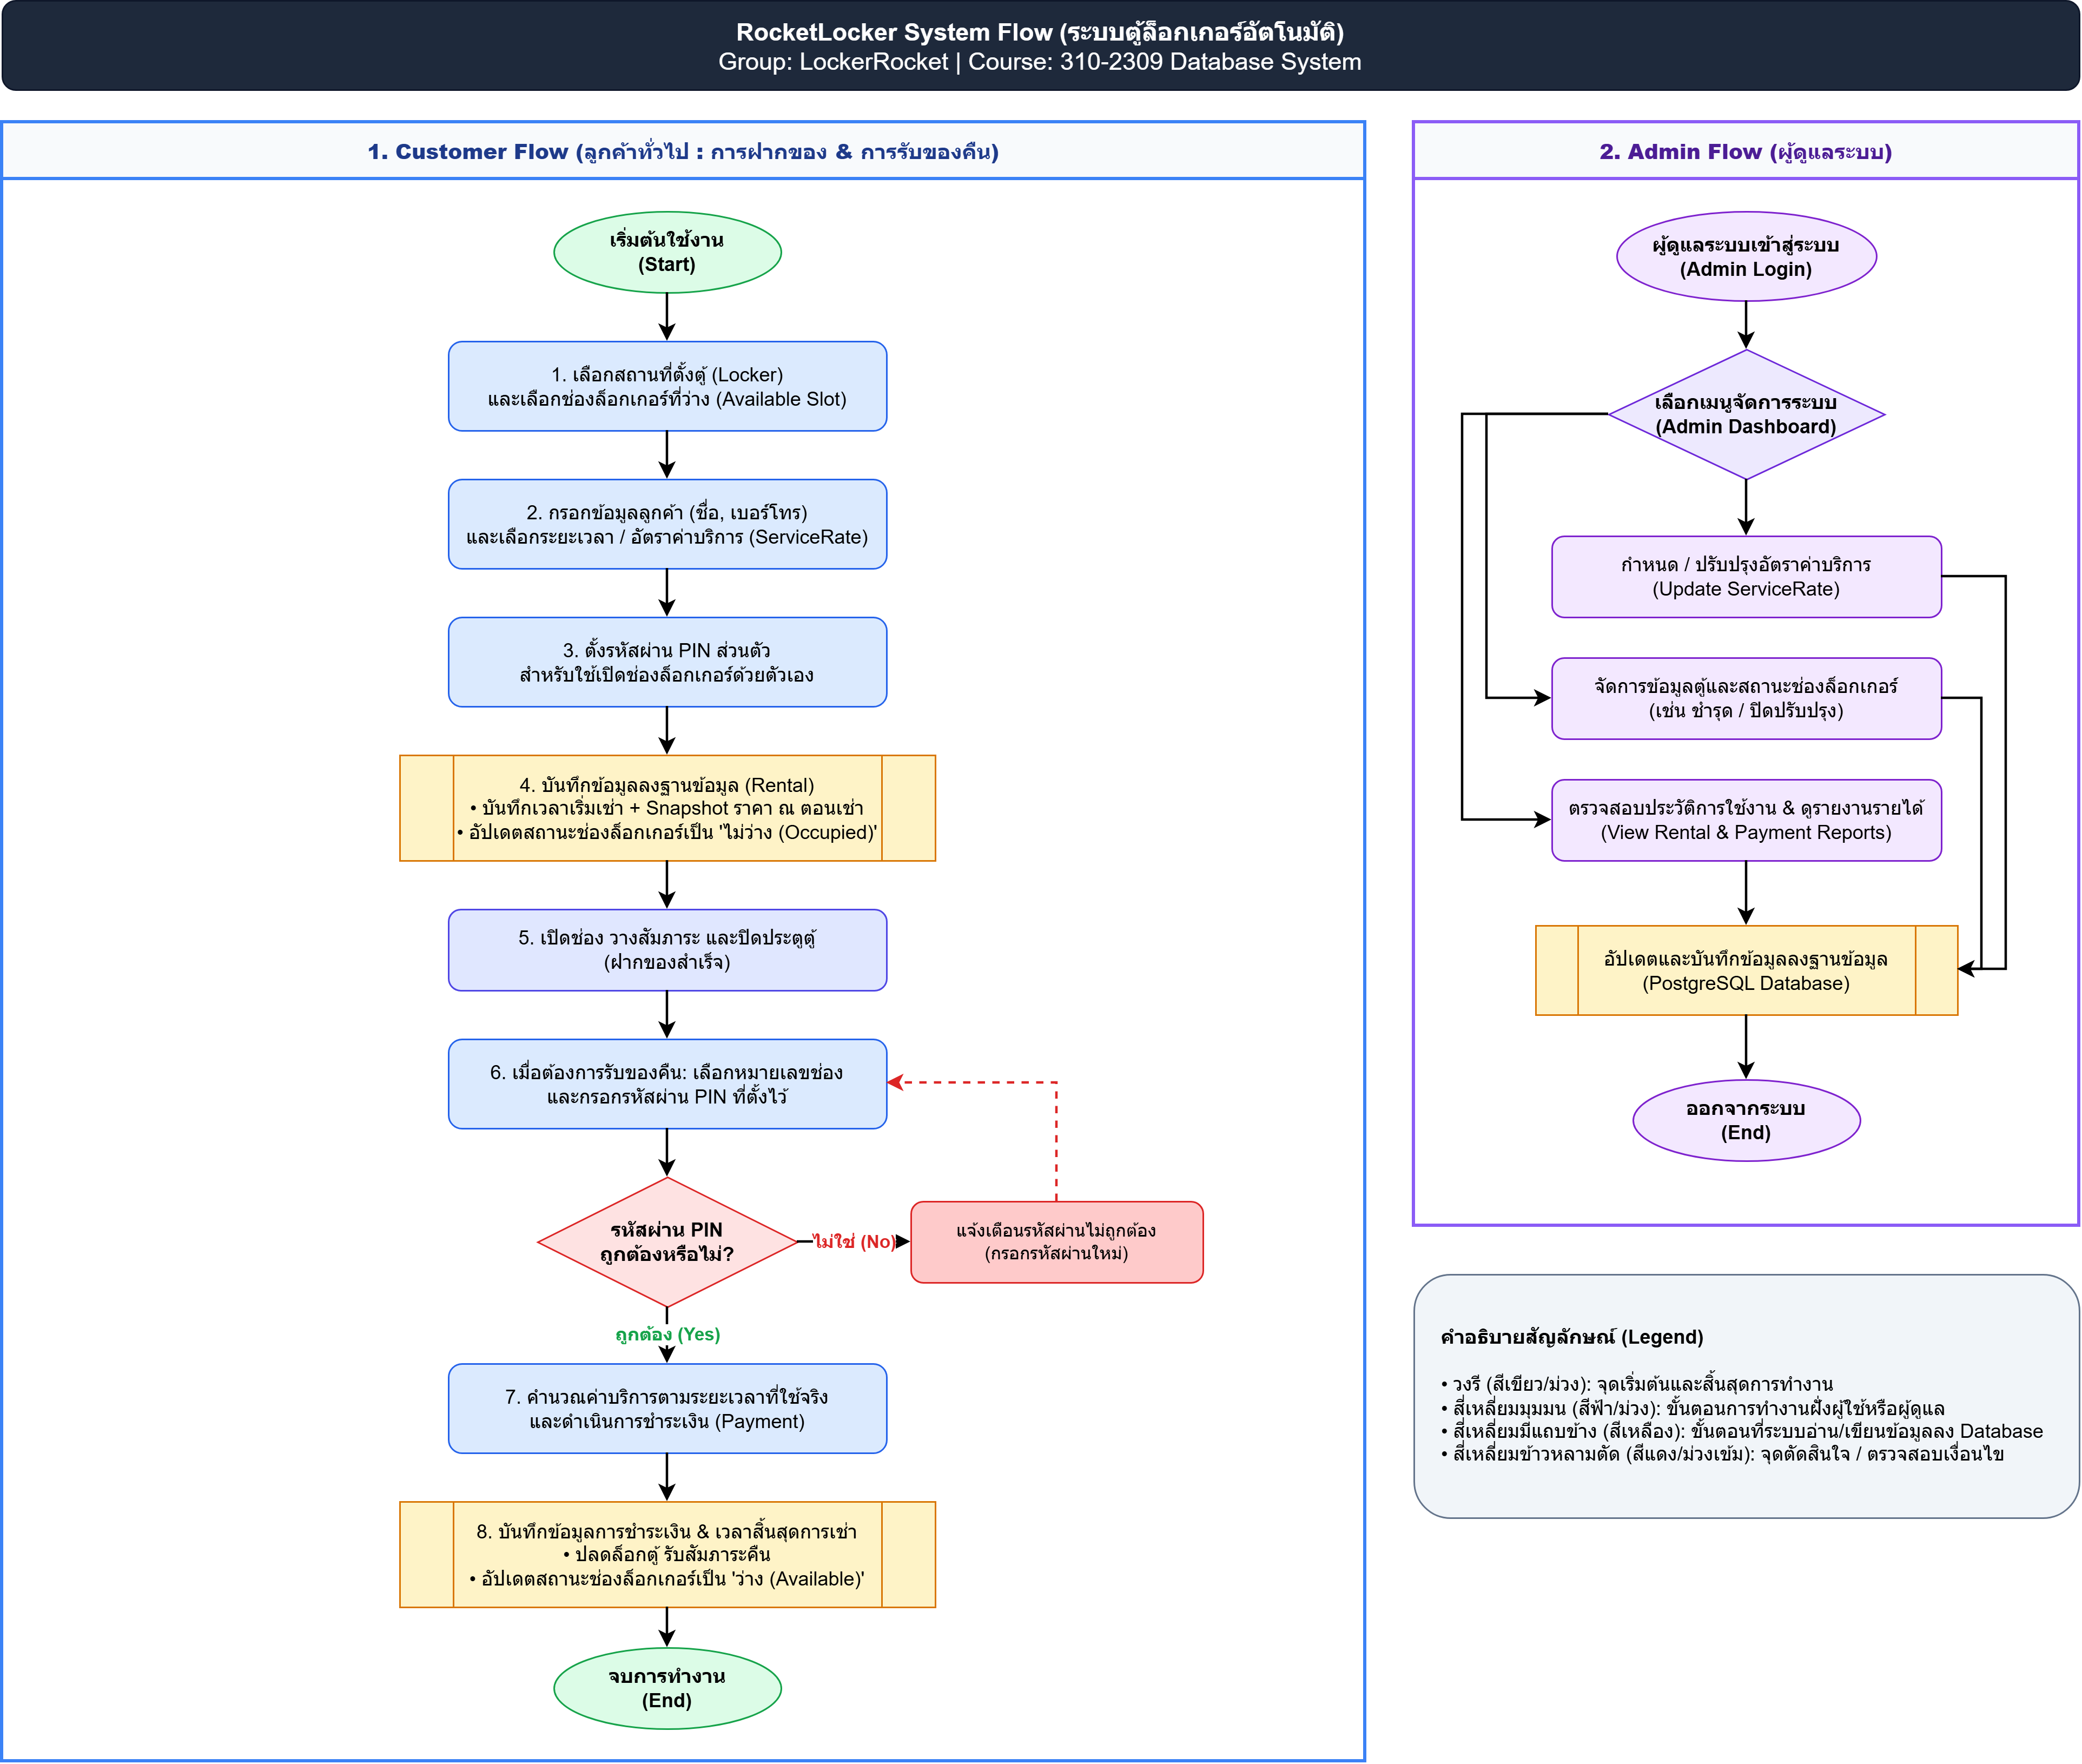 RocketLocker System Flow (ระบบตู้ล็อกเกอร์อัตโนมัติ)
Group: LockerRocket | Course: 310-2309 Database System
1. Customer Flow (ลูกค้าทั่วไป : การฝากของ & การรับของคืน)
เริ่มต้นใช้งาน
(Start)
1. เลือกสถานที่ตั้งตู้ (Locker)
และเลือกช่องล็อกเกอร์ที่ว่าง (Available Slot)
2. กรอกข้อมูลลูกค้า (ชื่อ, เบอร์โทร)
และเลือกระยะเวลา / อัตราค่าบริการ (ServiceRate)
3. ตั้งรหัสผ่าน PIN ส่วนตัว
สำหรับใช้เปิดช่องล็อกเกอร์ด้วยตัวเอง
4. บันทึกข้อมูลลงฐานข้อมูล (Rental)
• บันทึกเวลาเริ่มเช่า + Snapshot ราคา ณ ตอนเช่า
• อัปเดตสถานะช่องล็อกเกอร์เป็น 'ไม่ว่าง (Occupied)'
5. เปิดช่อง วางสัมภาระ และปิดประตูตู้
(ฝากของสำเร็จ)
6. เมื่อต้องการรับของคืน: เลือกหมายเลขช่อง
และกรอกรหัสผ่าน PIN ที่ตั้งไว้
รหัสผ่าน PIN
ถูกต้องหรือไม่?
ไม่ใช่ (No)
แจ้งเตือนรหัสผ่านไม่ถูกต้อง
(กรอกรหัสผ่านใหม่)
ถูกต้อง (Yes)
7. คำนวณค่าบริการตามระยะเวลาที่ใช้จริง
และดำเนินการชำระเงิน (Payment)
8. บันทึกข้อมูลการชำระเงิน & เวลาสิ้นสุดการเช่า
• ปลดล็อกตู้ รับสัมภาระคืน
• อัปเดตสถานะช่องล็อกเกอร์เป็น 'ว่าง (Available)'
จบการทำงาน
(End)
2. Admin Flow (ผู้ดูแลระบบ)
ผู้ดูแลระบบเข้าสู่ระบบ
(Admin Login)
เลือกเมนูจัดการระบบ
(Admin Dashboard)
กำหนด / ปรับปรุงอัตราค่าบริการ
(Update ServiceRate)
จัดการข้อมูลตู้และสถานะช่องล็อกเกอร์
(เช่น ชำรุด / ปิดปรับปรุง)
ตรวจสอบประวัติการใช้งาน & ดูรายงานรายได้
(View Rental & Payment Reports)
อัปเดตและบันทึกข้อมูลลงฐานข้อมูล
(PostgreSQL Database)
ออกจากระบบ
(End)
คำอธิบายสัญลักษณ์ (Legend)
• วงรี (สีเขียว/ม่วง): จุดเริ่มต้นและสิ้นสุดการทำงาน
• สี่เหลี่ยมมุมมน (สีฟ้า/ม่วง): ขั้นตอนการทำงานฝั่งผู้ใช้หรือผู้ดูแล
• สี่เหลี่ยมมีแถบข้าง (สีเหลือง): ขั้นตอนที่ระบบอ่าน/เขียนข้อมูลลง Database
• สี่เหลี่ยมข้าวหลามตัด (สีแดง/ม่วงเข้ม): จุดตัดสินใจ / ตรวจสอบเงื่อนไข